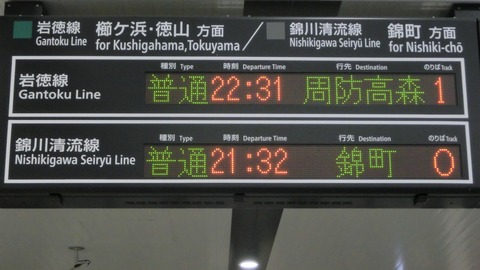 岩徳線 櫛ケ浜・徳山 方面 錦川清流線 錦町 方面
Gantoku Line for Kushigahama,Tokuyama Nishikigawa Seiryū Line for Nishiki-chō
種別 Type 時刻 Departure Time 行先 Destination のりば Track
岩徳線 普通 22:31 周防高森 1
Gantoku Line
種別 Type 時刻 Departure Time 行先 Destination のりば Track
錦川清流線 普通 21:32 錦町 0
Nishikigawa Seiryū Line